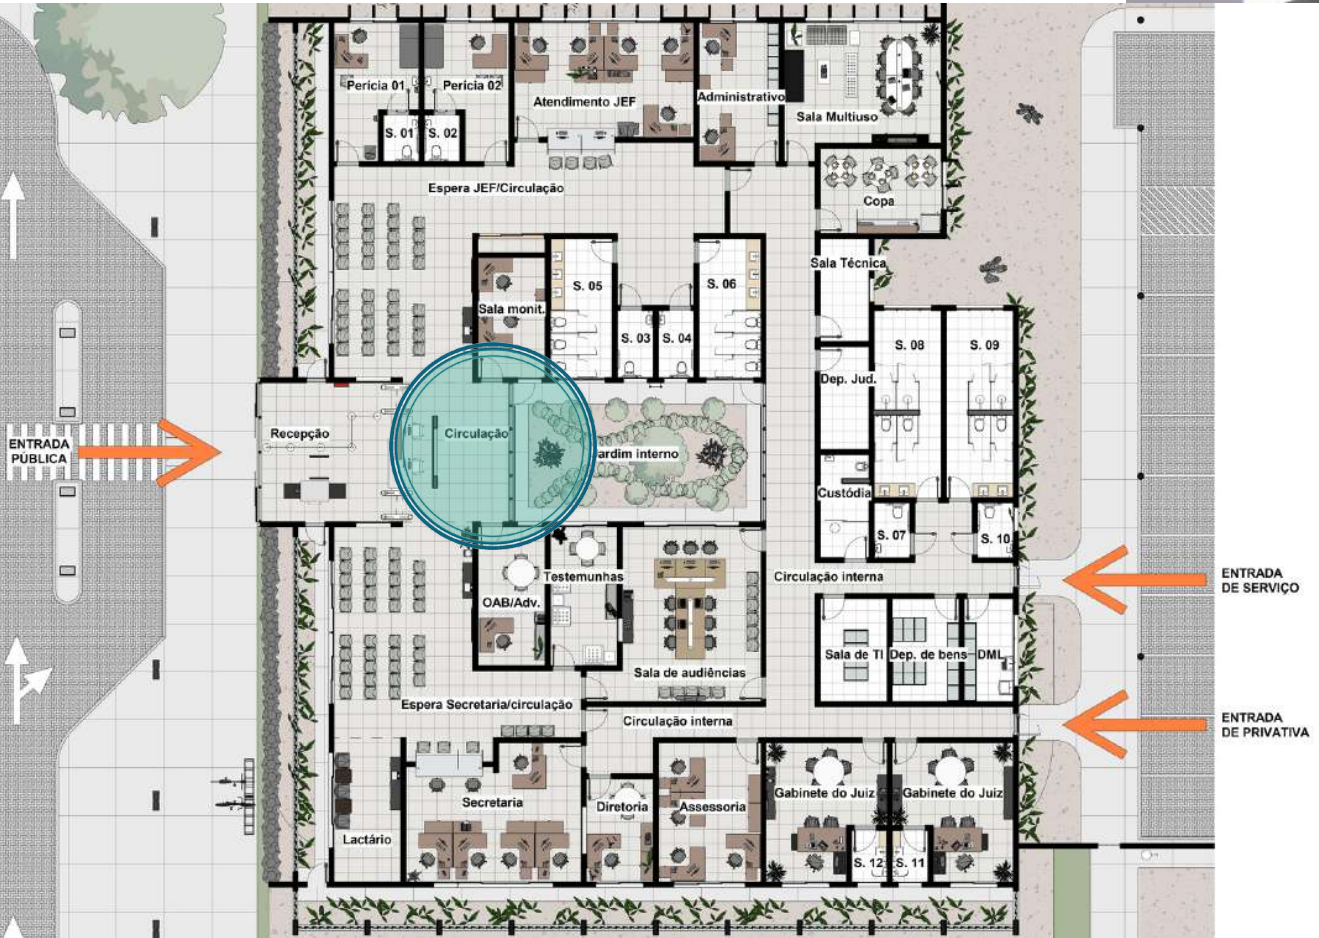 Perícia 01
Perícia 02
Atendimento JEF
Administrativo
Sala Multiuso
S. 01
S. 02
Espera JEF/Circulação
Copa
Sala Técnica
S. 05
S. 06
Sala monit.
S. 03
S. 04
S. 08
S. 09
Dep. Jud.
ENTRADA
PÚBLICA
Recepção
Circulação
ardim interno
Custódia
S. 07
S. 10
Testemunhas
OAB/Adv.
Circulação interna
ENTRADA
DE SERVIÇO
Sala de audiências
Sala de TI
Dep. de bens
DML
Espera Secretaria/circulação
Circulação interna
ENTRADA
DE PRIVATIVA
Secretaria
Diretoria
Assessoria
Gabinete do Juiz
Gabinete do Juiz
Lactário
S. 12
S. 11